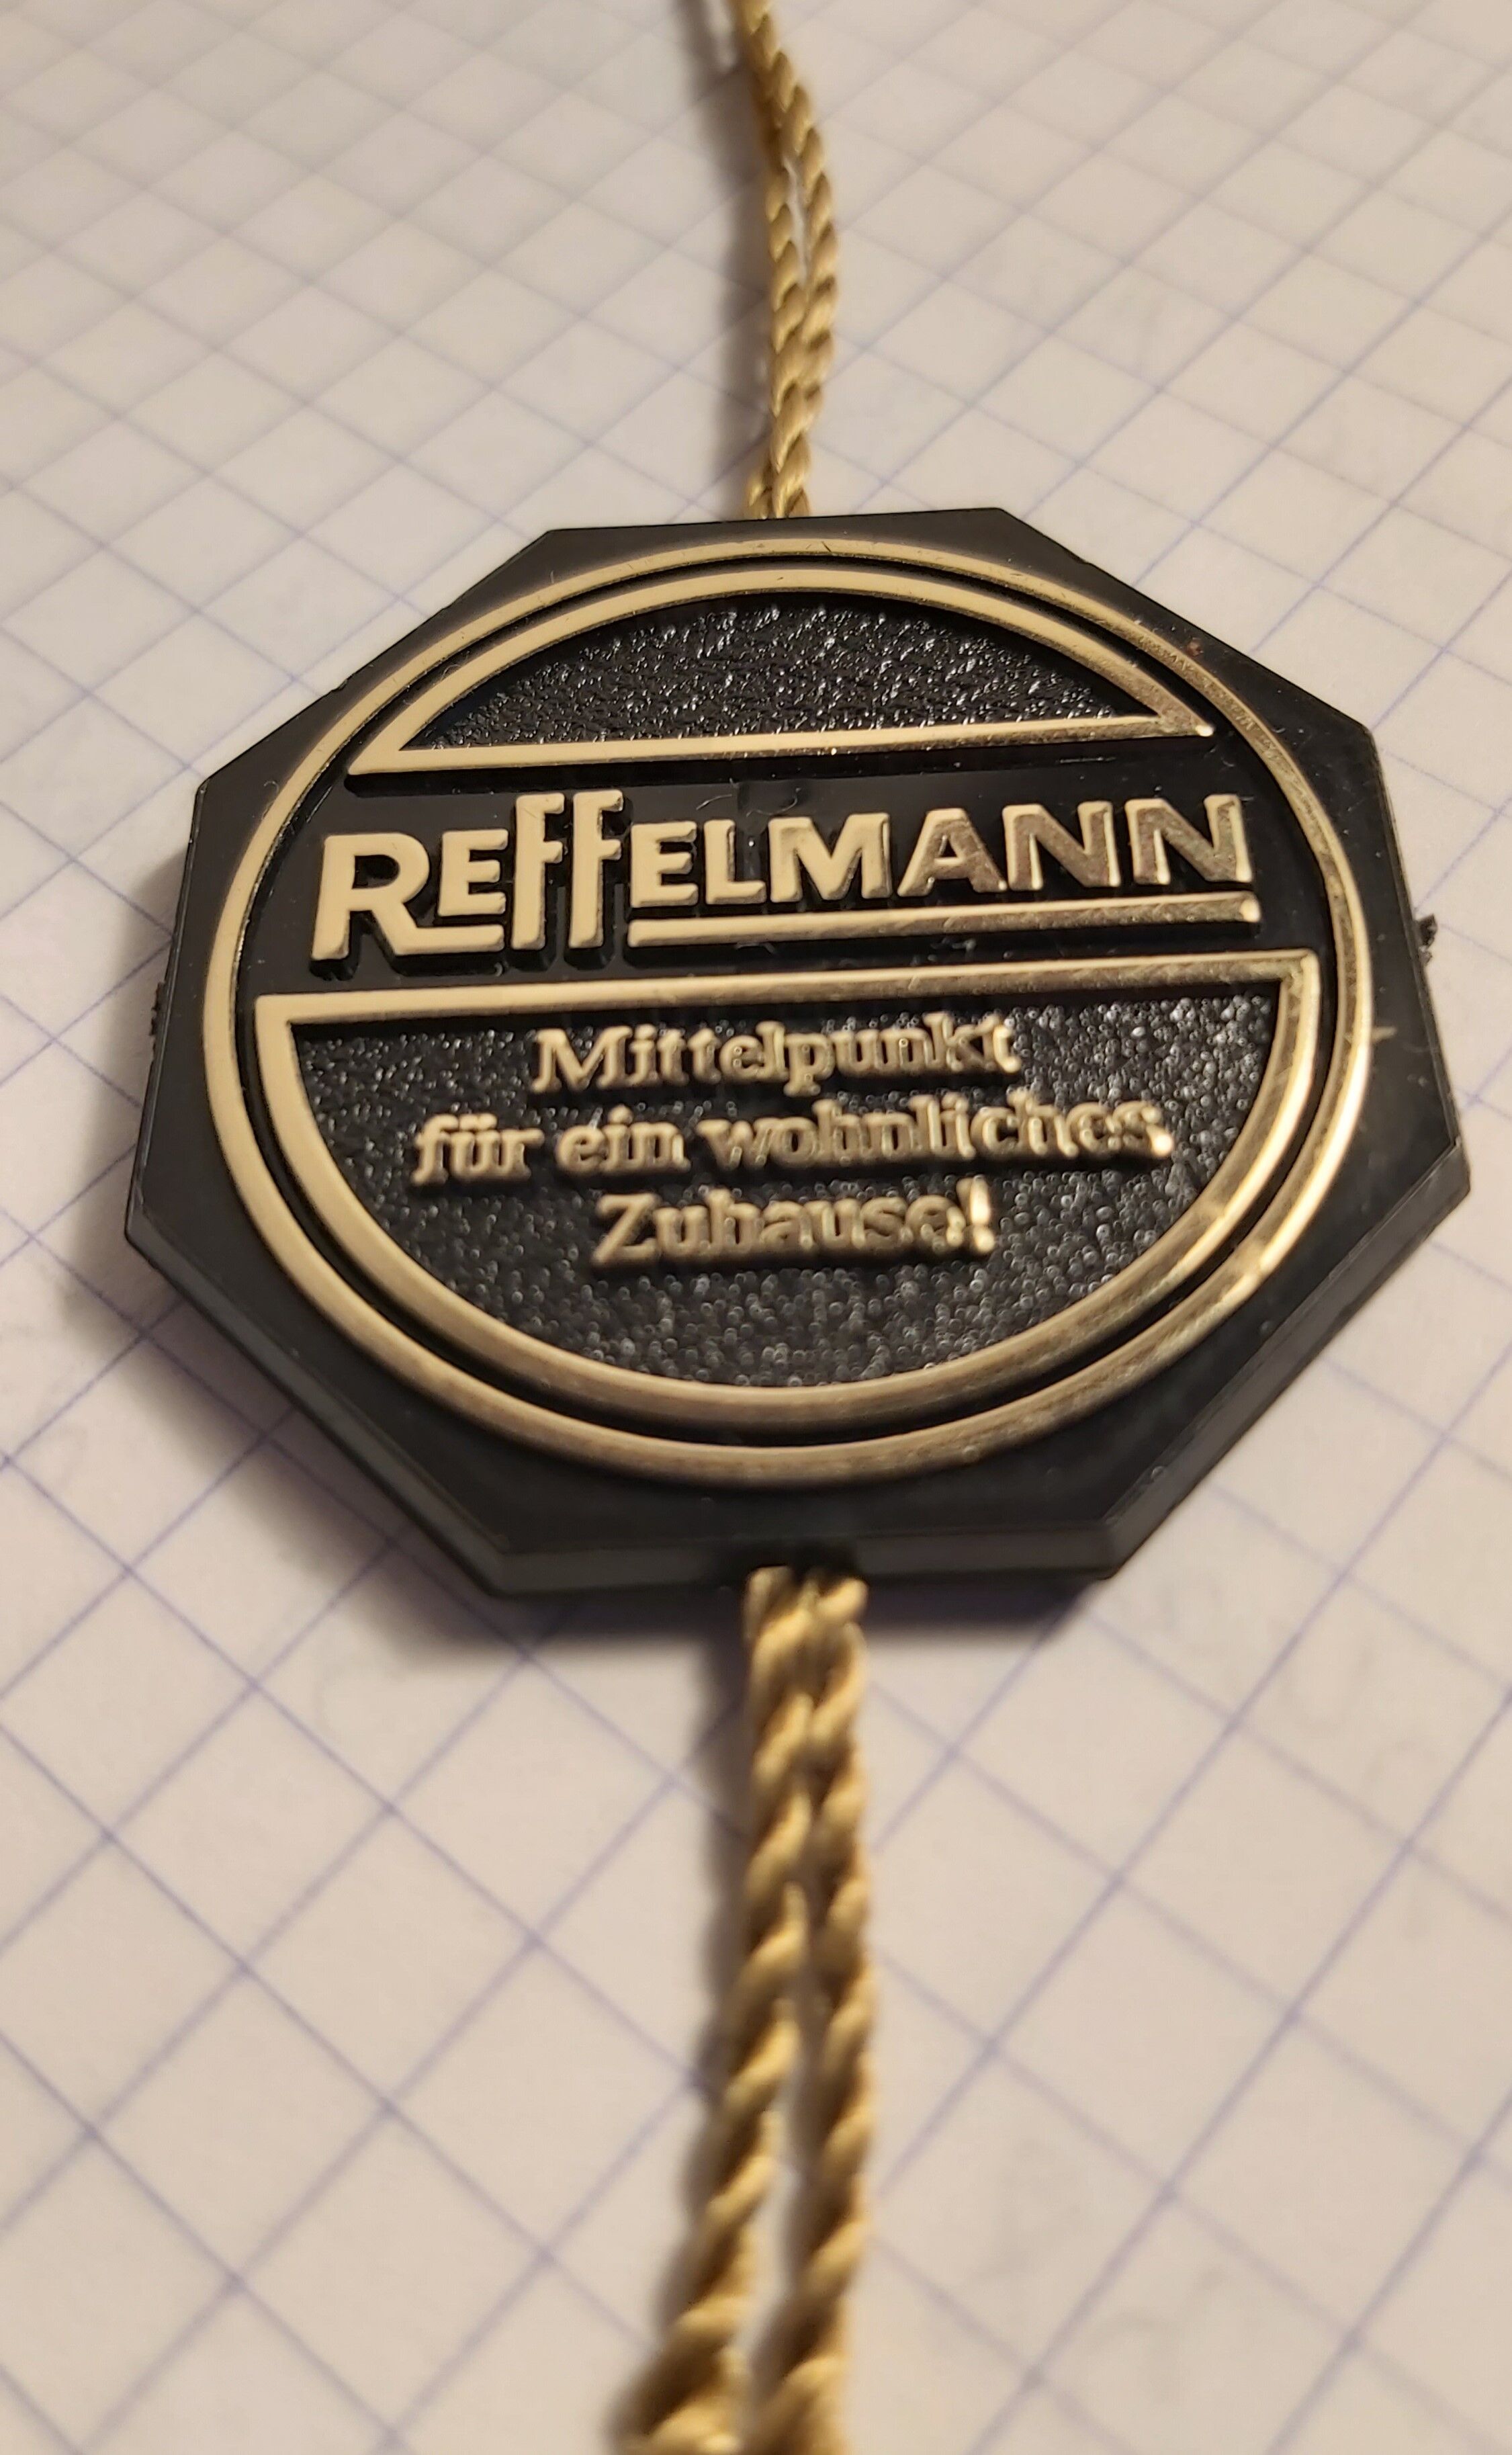 REFFELMANN
Mittelpunkt
für ein wohnliches
Zuhause!